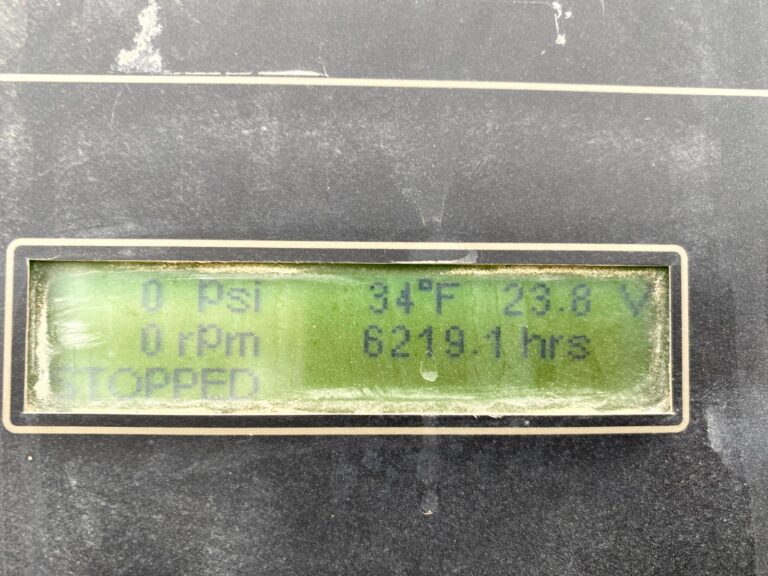 0 psi 34°F 23.8 V
0 rpm 6219.1 hrs
STOPPED